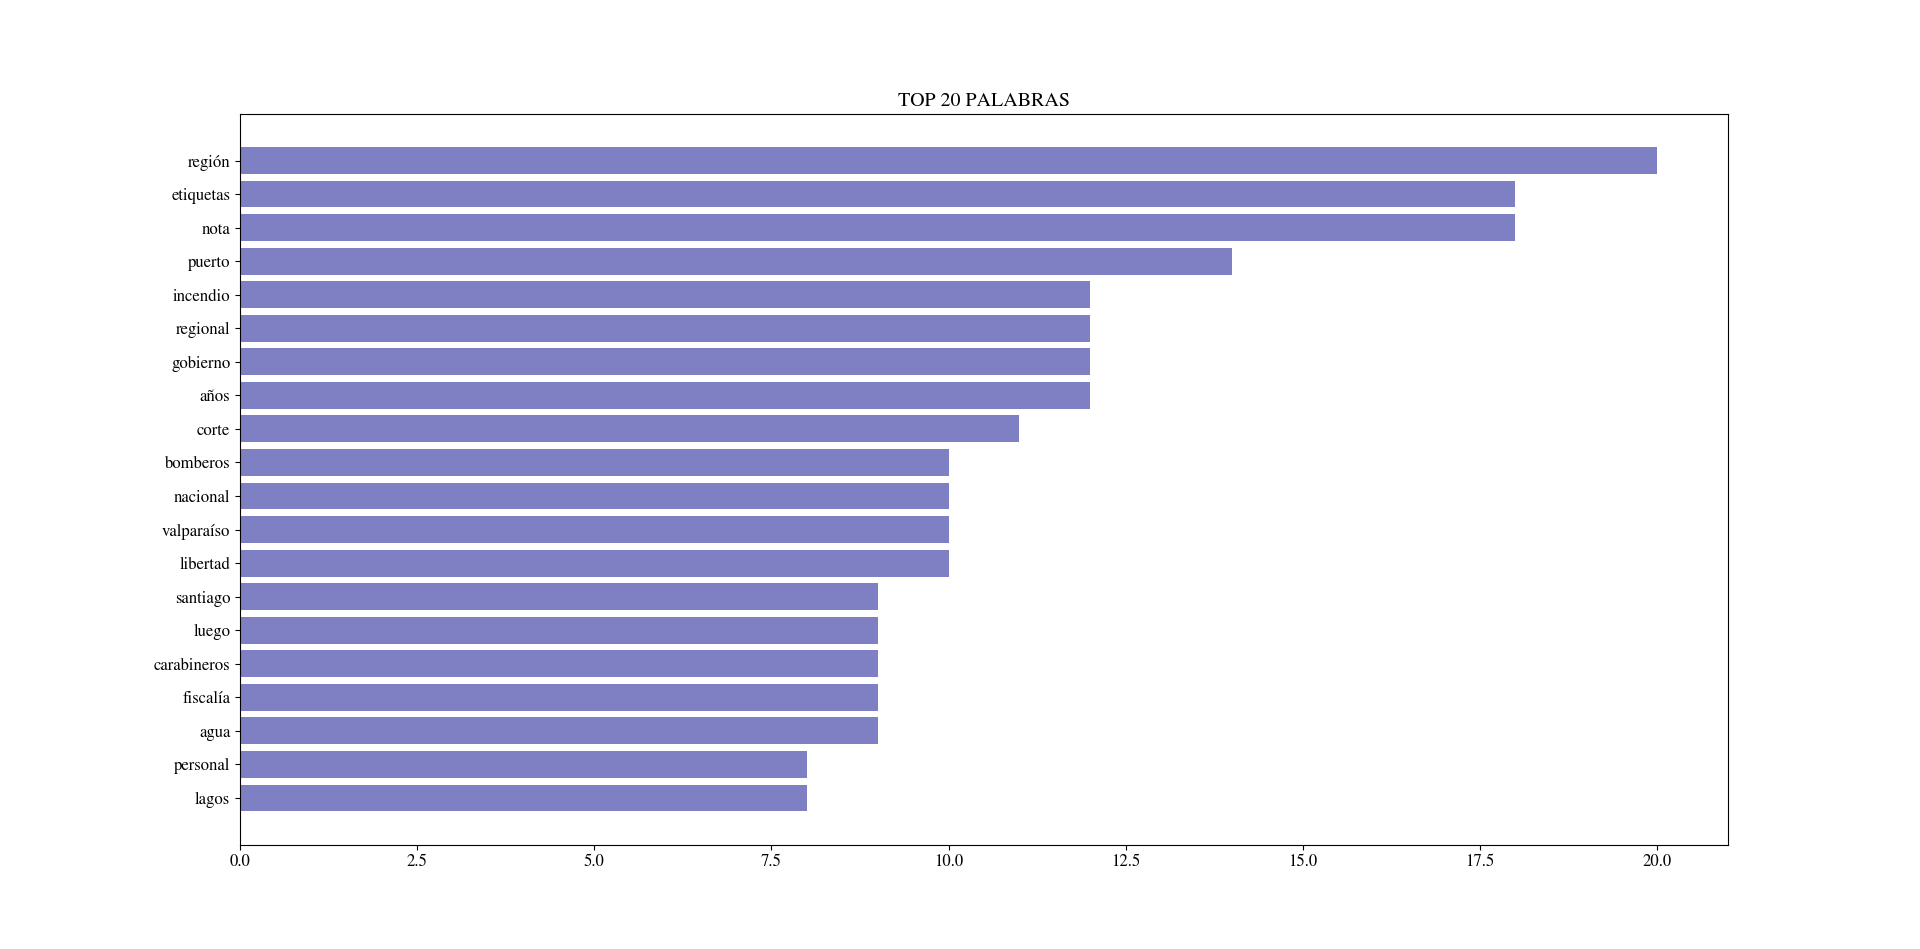 TOP 20 PALABRAS
región
etiquetas
nota
puerto
incendio
regional
gobierno
años
corte
bomberos
nacional
valparaíso
libertad
santiago
luego
carabineros
fiscalía
agua
personal
lagos
0.0 2.5 5.0 7.5 10.0 12.5 15.0 17.5 20.0